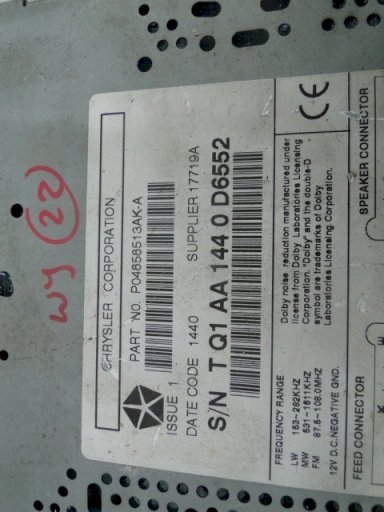 WJ 22
CHRYSLER CORPORATION
PART NO. P04858513AK-A
ISSUE 1
DATE CODE 1440 SUPPLIER 17719A
S/N T Q1 AA 144 0 D6552
CE
FREQUENCY RANGE
LW 153-282KHZ
MW 531-1611KHZ
FM 87.5-108.0MHZ
12V D.C.NEGATIVE GND.
Dolby noise reduction manufactured under
license from Dolby Laboratories Licensing
Corporation. "Dolby" and the double-D
symbol are trademarks of Dolby
Laboratories Licensing Corporation.
FEED CONNECTOR
SPEAKER CONNECTOR